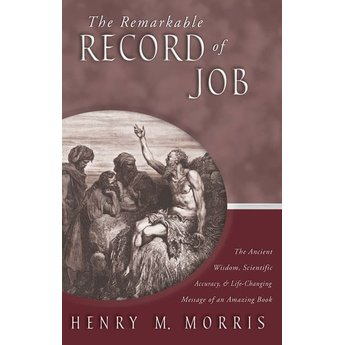 The Remarkable
RECORD of
JOB
The Ancient
Wisdom, Scientific
Accuracy, & Life-Changing
Message of an Amazing Book
HENRY M. MORRIS